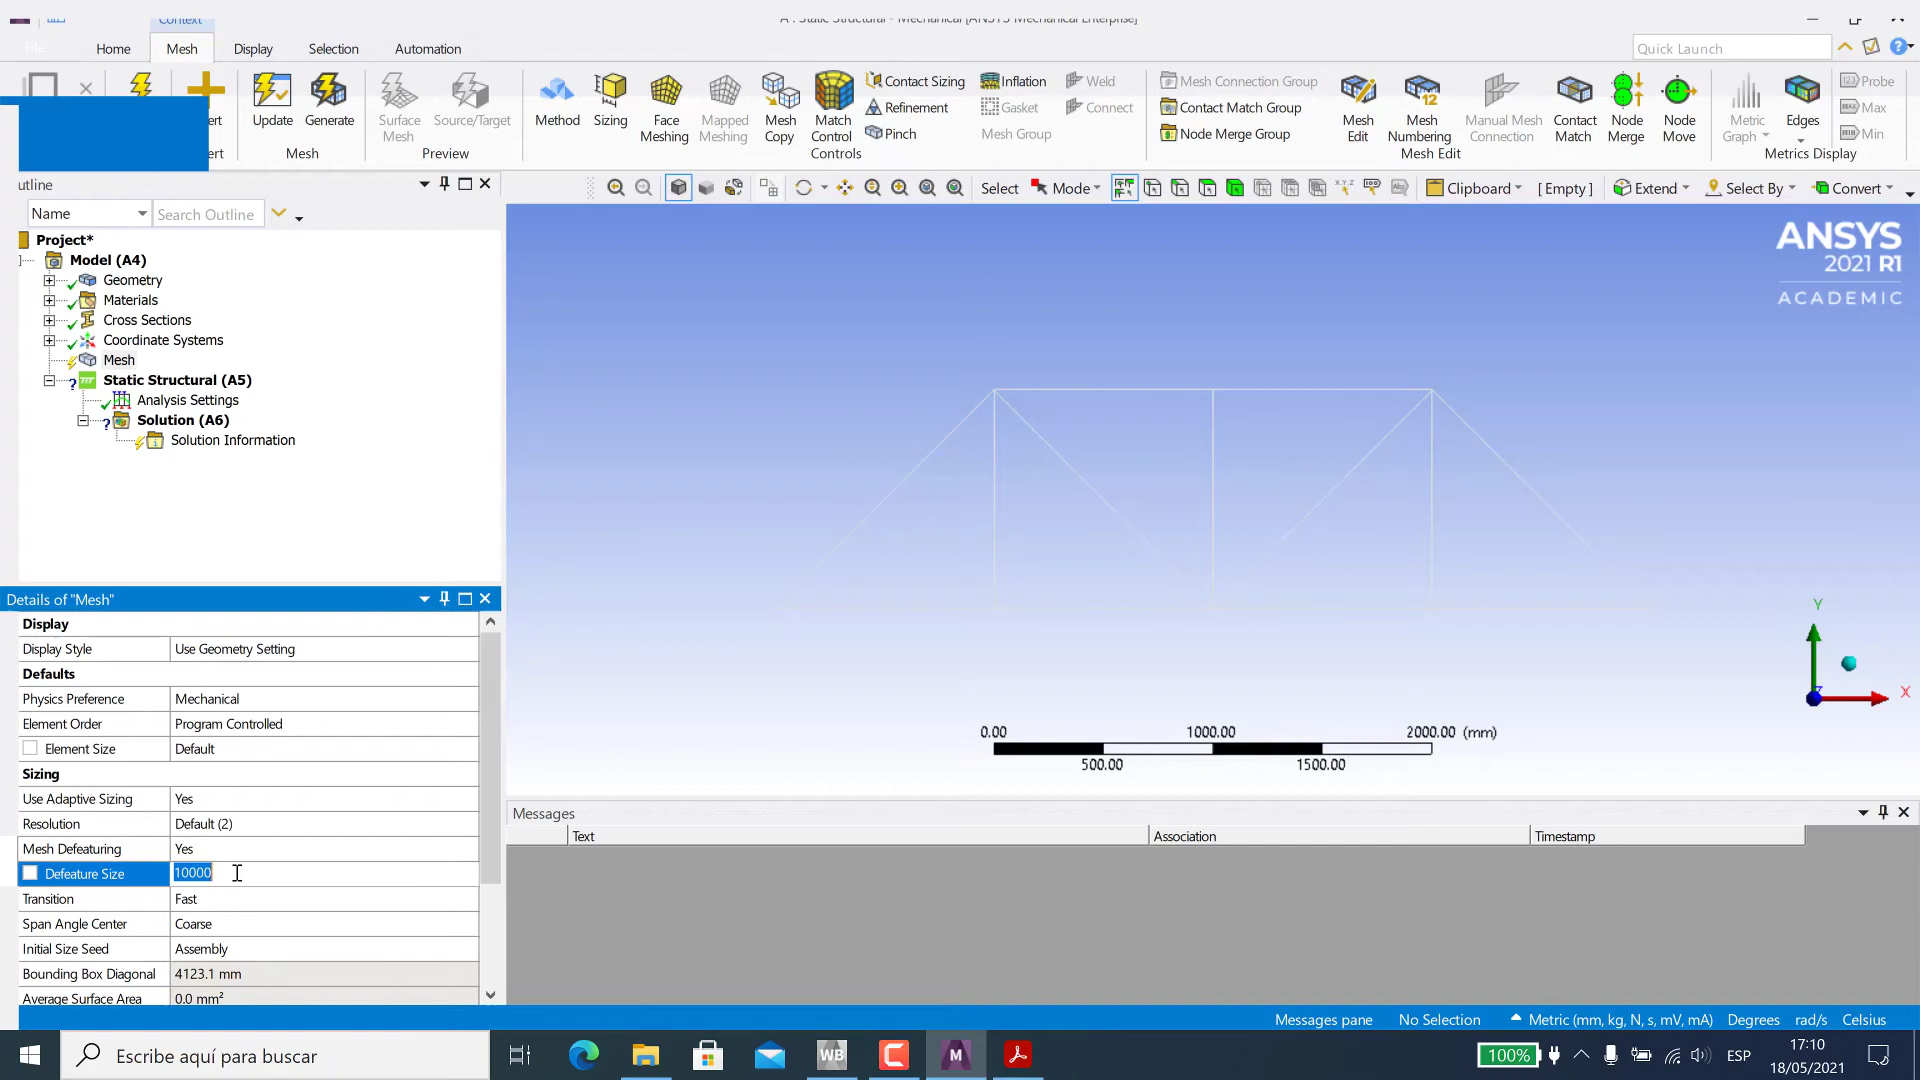 Context
A : Static Structural - Mechanical [ANSYS Mechanical Enterprise]
File
Home
Mesh
Display
Selection
Automation
Quick Launch
Update
Generate
Surface Mesh
Source/Target
Method
Sizing
Face Meshing
Mapped Meshing
Mesh Copy
Match Control
Contact Sizing
Refinement
Pinch
Inflation
Gasket
Mesh Group
Weld
Connect
Mesh Connection Group
Contact Match Group
Node Merge Group
Mesh Edit
Mesh Numbering
Manual Mesh Connection
Contact Match
Node Merge
Node Move
Metric Graph
Edges
Probe
Max
Min
ert
ert
Mesh
Preview
Controls
Mesh Edit
Metrics Display
utline
Select
Mode
Clipboard
[ Empty ]
Extend
Select By
Convert
Name
Search Outline
Project*
Model (A4)
Geometry
Materials
Cross Sections
Coordinate Systems
Mesh
Static Structural (A5)
Analysis Settings
Solution (A6)
Solution Information
ANSYS
2021 R1
ACADEMIC
Y
X
Z
0.00
1000.00
2000.00 (mm)
500.00
1500.00
Details of "Mesh"
Display
Display Style Use Geometry Setting
Defaults
Physics Preference Mechanical
Element Order Program Controlled
Element Size Default
Sizing
Use Adaptive Sizing Yes
Resolution Default (2)
Mesh Defeaturing Yes
Defeature Size 10000
Transition Fast
Span Angle Center Coarse
Initial Size Seed Assembly
Bounding Box Diagonal 4123.1 mm
Average Surface Area 0.0 mm²
Messages
Text
Association
Timestamp
Messages pane
No Selection
Metric (mm, kg, N, s, mV, mA)
Degrees
rad/s
Celsius
Escribe aquí para buscar
WB
M
100%
ESP
17:10
18/05/2021